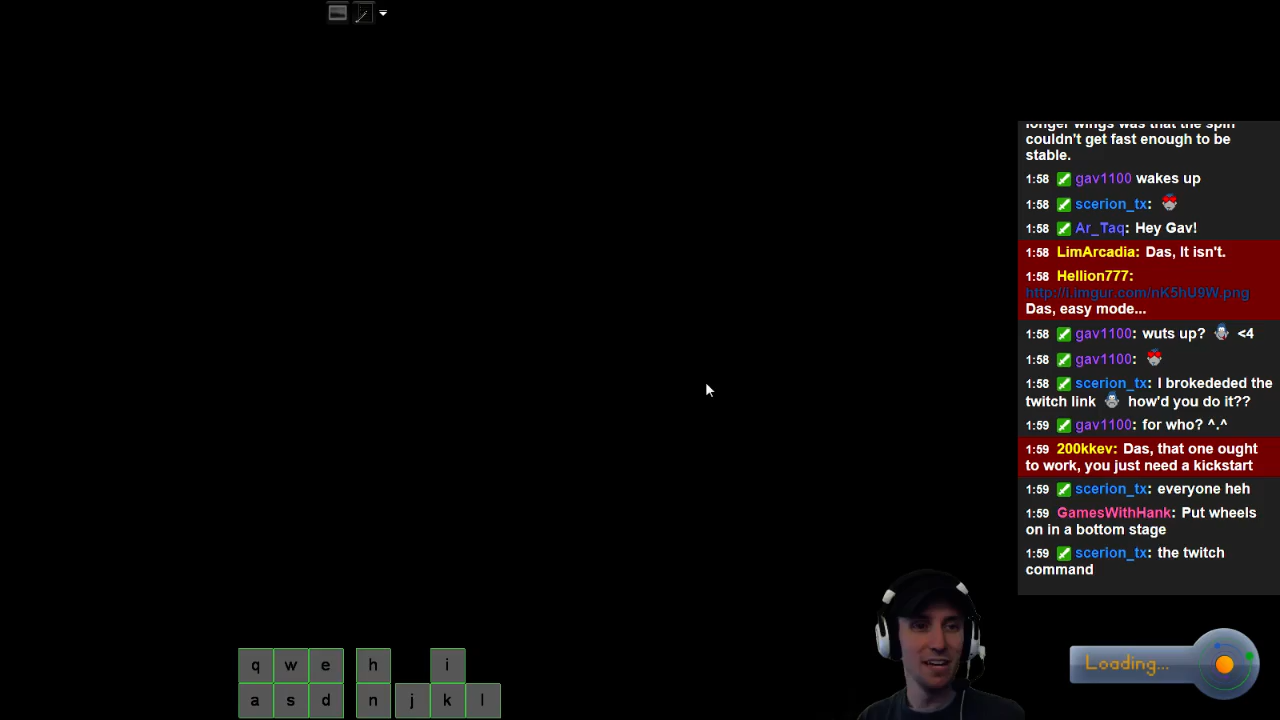 longer wings was that the spin
couldn't get fast enough to be
stable.
1:58 gav1100 wakes up
1:58 scerion_tx:
1:58 Ar_Taq: Hey Gav!
1:58 LimArcadia: Das, It isn't.
1:58 Hellion777:
http://i.imgur.com/nK5hU9W.png
Das, easy mode...
1:58 gav1100: wuts up? <4
1:58 gav1100:
1:58 scerion_tx: I brokededed the
twitch link how'd you do it??
1:59 gav1100: for who? ^.^
1:59 200kkev: Das, that one ought
to work, you just need a kickstart
1:59 scerion_tx: everyone heh
1:59 GamesWithHank: Put wheels
on in a bottom stage
1:59 scerion_tx: the twitch
command
q w e h i
a s d n j k l
Loading...